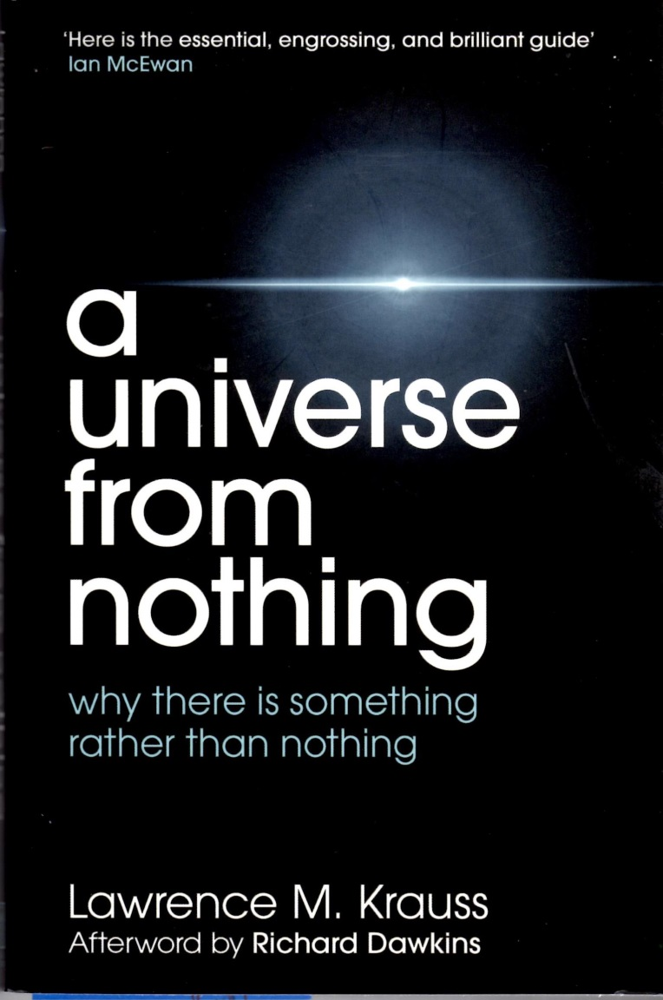 ‘Here is the essential, engrossing, and brilliant guide’
Ian McEwan
a
universe
from
nothing
why there is something
rather than nothing
Lawrence M. Krauss
Afterword by Richard Dawkins